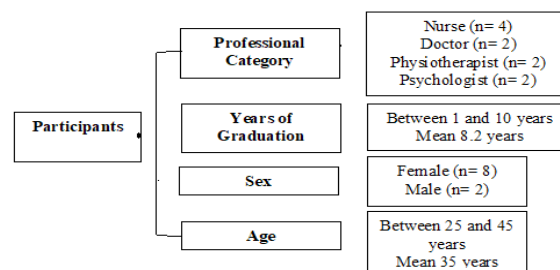 Participants
Professional
Category
Nurse (n= 4)
Doctor (n= 2)
Physiotherapist (n= 2)
Psychologist (n= 2)
Years of
Graduation
Between 1 and 10 years
Mean 8.2 years
Sex
Female (n= 8)
Male (n= 2)
Age
Between 25 and 45
years
Mean 35 years